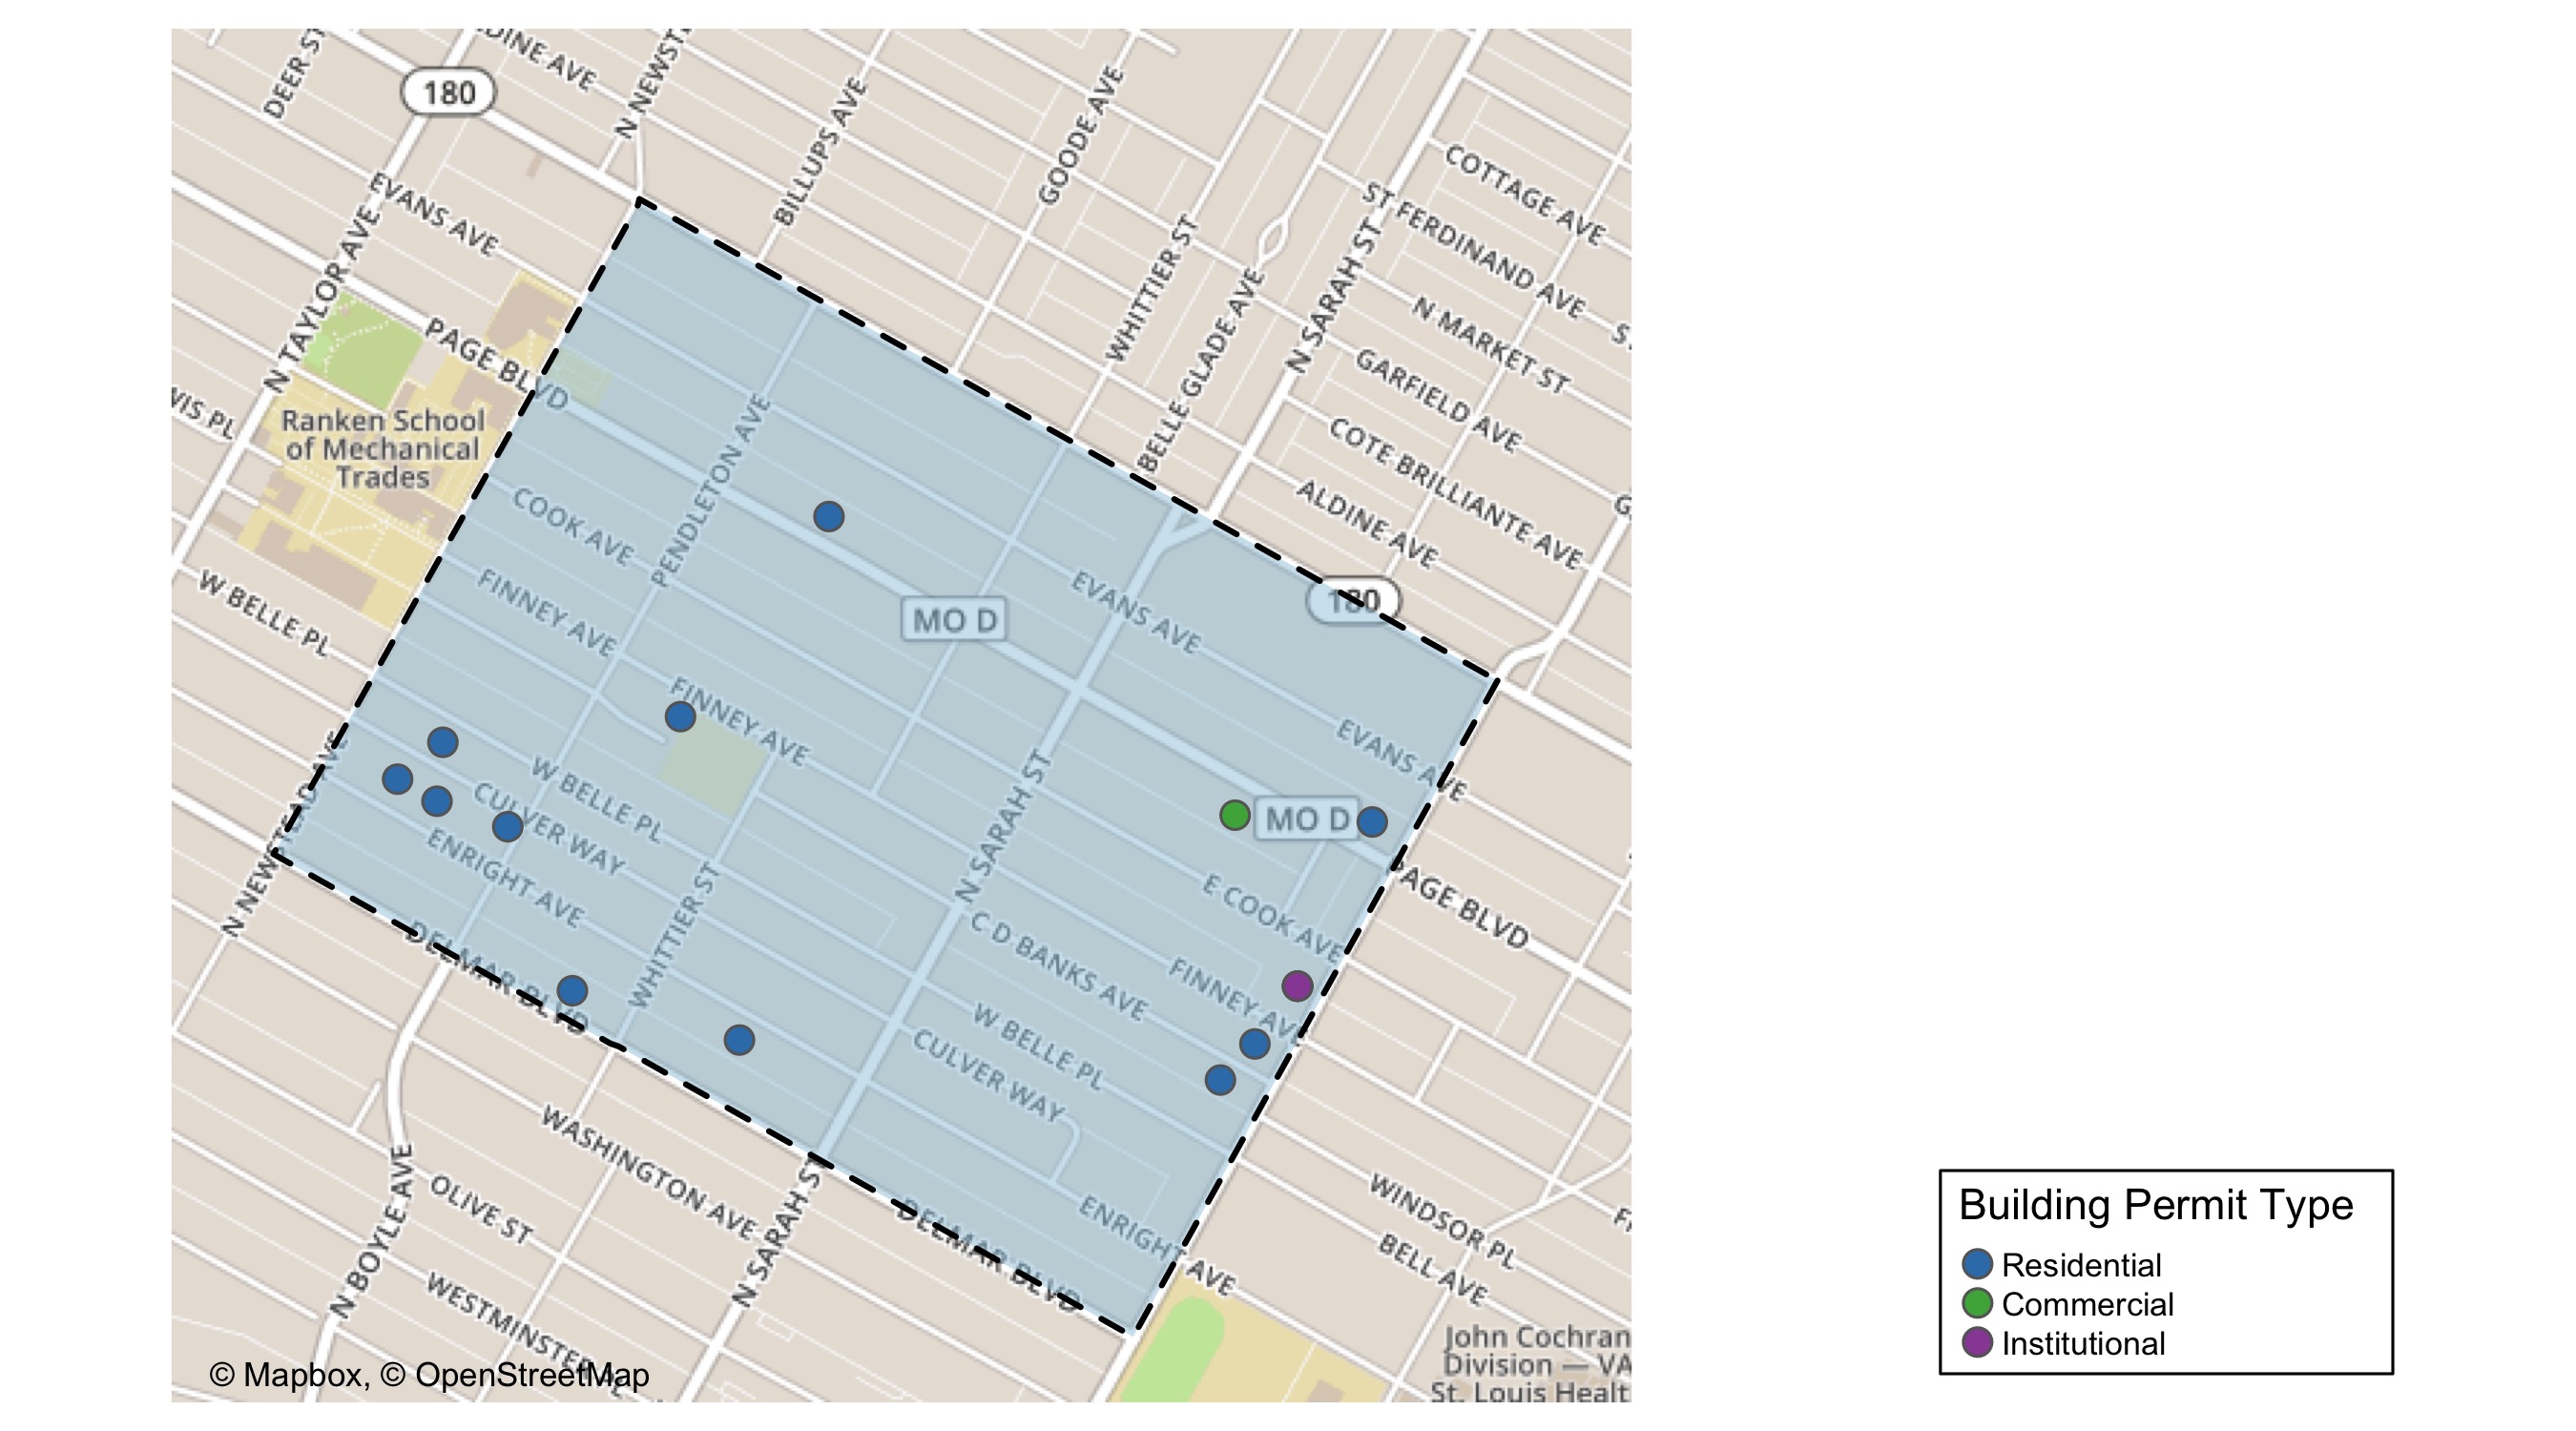 DEER ST
DINE AVE
N NEWST
180
BILLUPS AVE
GOODE AVE
COTTAGE AVE
ST FERDINAND AVE
EVANS AVE
WHITTIER ST
N SARAH ST
N TAYLOR AVE
BELLE GLADE AVE
N MARKET ST
S
PAGE BLVD
GARFIELD AVE
VIS PL
Ranken School
of Mechanical
Trades
PENDLETON AVE
COTE BRILLIANTE AVE
COOK AVE
ALDINE AVE
G
W BELLE PL
FINNEY AVE
MO D
EVANS AVE
180
FINNEY AVE
EVANS AVE
N NEWSTEAD AVE
W BELLE PL
CULVER WAY
N SARAH ST
MO D
ENRIGHT AVE
E COOK AVE
PAGE BLVD
WHITTIER ST
C D BANKS AVE
DELMAR BLVD
FINNEY AVE
W BELLE PL
CULVER WAY
WASHINGTON AVE
N BOYLE AVE
OLIVE ST
N SARAH ST
DELMAR BLVD
ENRIGHT AVE
WINDSOR PL
BELL AVE
F
WESTMINSTER PL
John Cochran
Division — VA
St. Louis Healt
© Mapbox, © OpenStreetMap
Building Permit Type
Residential
Commercial
Institutional